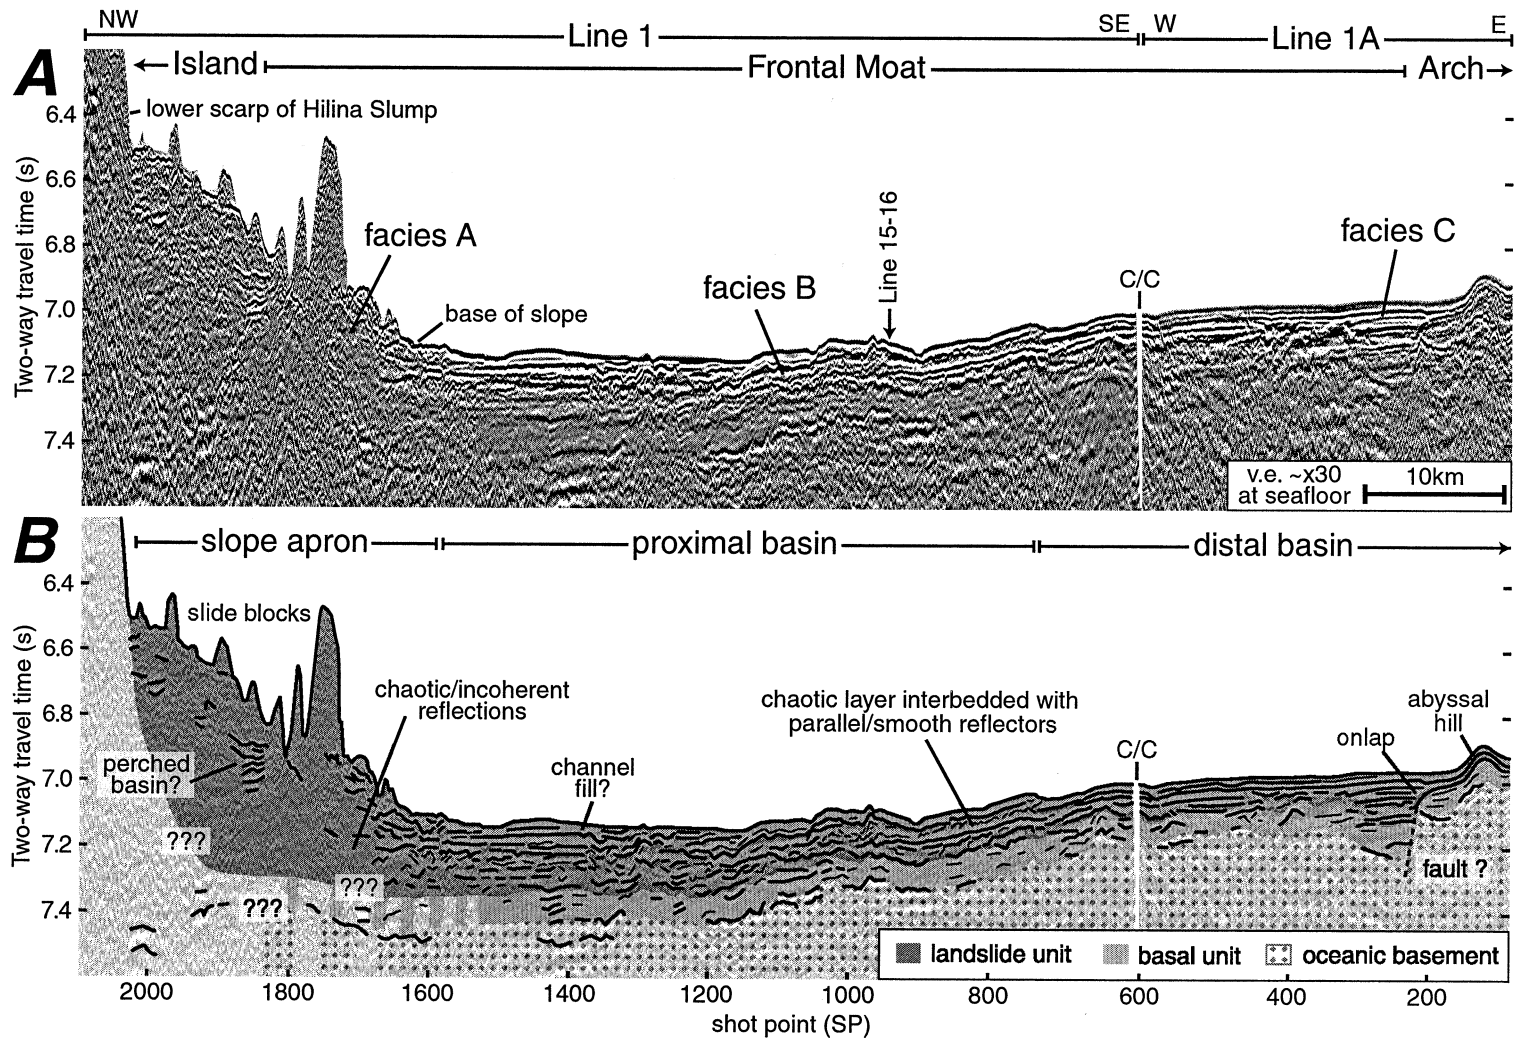 NW
Line 1
SE
W
Line 1A
E
A
Island
Frontal Moat
Arch
lower scarp of Hilina Slump
6.4
6.6
6.8
7.0
7.2
7.4
Two-way travel time (s)
facies A
base of slope
facies B
Line 15-16
C/C
facies C
v.e. ~x30
at seafloor
10km
B
slope apron
proximal basin
distal basin
6.4
6.6
6.8
7.0
7.2
7.4
Two-way travel time (s)
slide blocks
chaotic/incoherent
reflections
perched
basin?
???
???
???
channel
fill?
chaotic layer interbedded with
parallel/smooth reflectors
C/C
onlap
abyssal
hill
fault ?
landslide unit
basal unit
oceanic basement
2000
1800
1600
1400
1200
1000
800
600
400
200
shot point (SP)